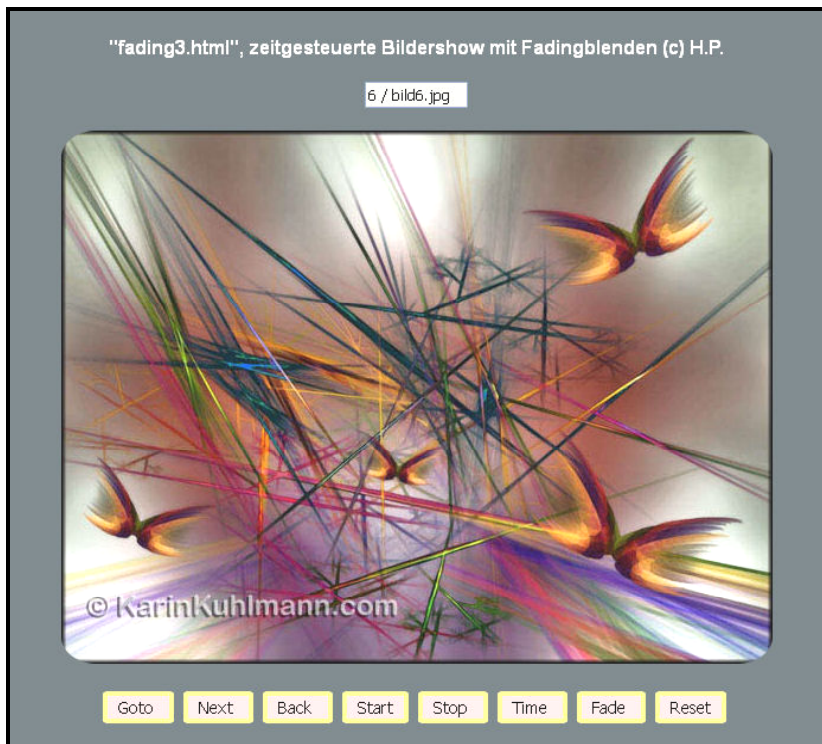 "fading3.html", zeitgesteuerte Bildershow mit Fadingblenden (c) H.P.
6 / bild6.jpg
© KarinKuhlmann.com
Goto Next Back Start Stop Time Fade Reset